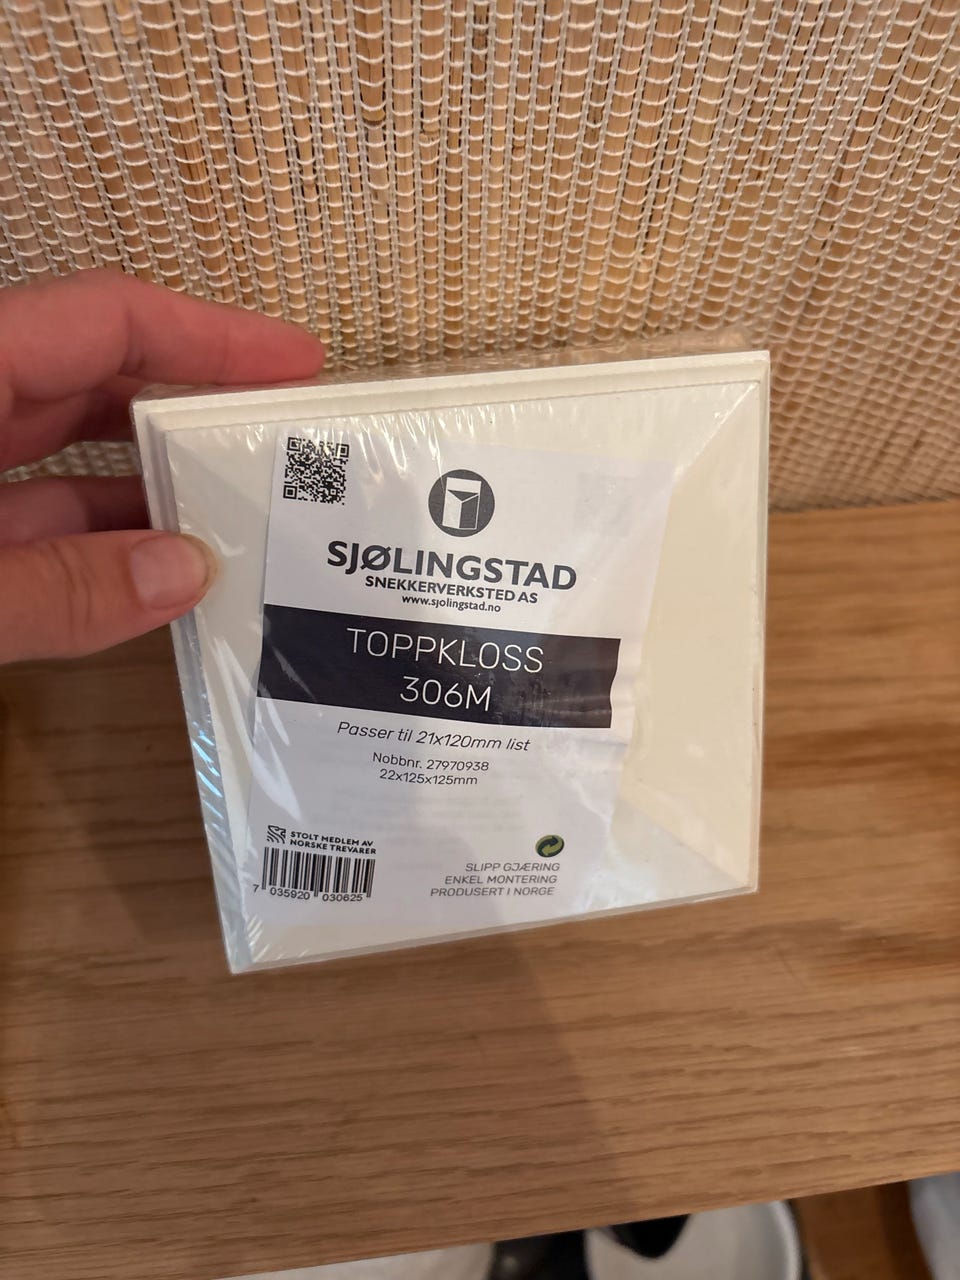 SJØLINGSTAD
SNEKKERVERKSTED AS
www.sjolingstad.no
TOPPKLOSS
306M
Passer til 21x120mm list
Nobbnr. 27970938
22x125x125mm
STOLT MEDLEM AV
NORSKE TREVARER
7 035920 030625
SLIPP GJÆRING
ENKEL MONTERING
PRODUSERT I NORGE